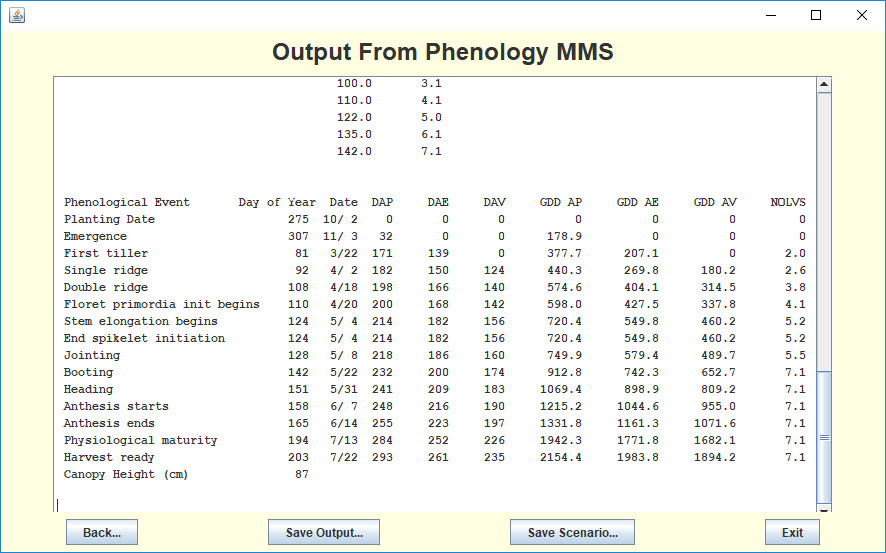 Output From Phenology MMS
100.0 3.1
110.0 4.1
122.0 5.0
135.0 6.1
142.0 7.1
Phenological Event Day of Year Date DAP DAE DAV GDD AP GDD AE GDD AV NOLVS
Planting Date 275 10/ 2 0 0 0 0 0 0 0
Emergence 307 11/ 3 32 0 0 178.9 0 0 0
First tiller 81 3/22 171 139 0 377.7 207.1 0 2.0
Single ridge 92 4/ 2 182 150 124 440.3 269.8 180.2 2.6
Double ridge 108 4/18 198 166 140 574.6 404.1 314.5 3.8
Floret primordia init begins 110 4/20 200 168 142 598.0 427.5 337.8 4.1
Stem elongation begins 124 5/ 4 214 182 156 720.4 549.8 460.2 5.2
End spikelet initiation 124 5/ 4 214 182 156 720.4 549.8 460.2 5.2
Jointing 128 5/ 8 218 186 160 749.9 579.4 489.7 5.5
Booting 142 5/22 232 200 174 912.8 742.3 652.7 7.1
Heading 151 5/31 241 209 183 1069.4 898.9 809.2 7.1
Anthesis starts 158 6/ 7 248 216 190 1215.2 1044.6 955.0 7.1
Anthesis ends 165 6/14 255 223 197 1331.8 1161.3 1071.6 7.1
Physiological maturity 194 7/13 284 252 226 1942.3 1771.8 1682.1 7.1
Harvest ready 203 7/22 293 261 235 2154.4 1983.8 1894.2 7.1
Canopy Height (cm) 87
Back... Save Output... Save Scenario... Exit